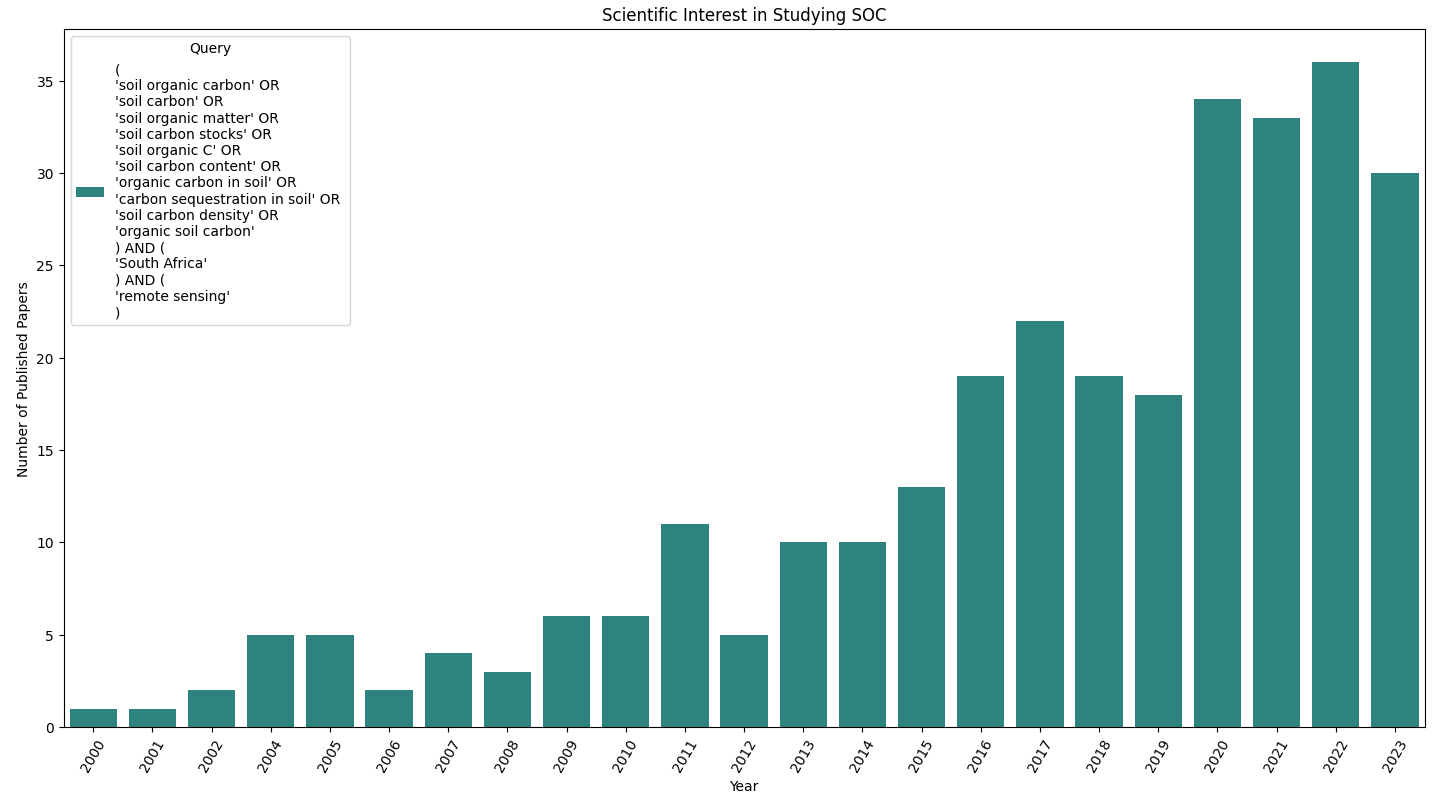 Scientific Interest in Studying SOC
Query
(
'soil organic carbon' OR
'soil carbon' OR
'soil organic matter' OR
'soil carbon stocks' OR
'soil organic C' OR
'soil carbon content' OR
'organic carbon in soil' OR
'carbon sequestration in soil' OR
'soil carbon density' OR
'organic soil carbon'
) AND (
'South Africa'
) AND (
'remote sensing'
)
Number of Published Papers
35
30
25
20
15
10
5
0
2000
2001
2002
2004
2005
2006
2007
2008
2009
2010
2011
2012
2013
2014
2015
2016
2017
2018
2019
2020
2021
2022
2023
Year